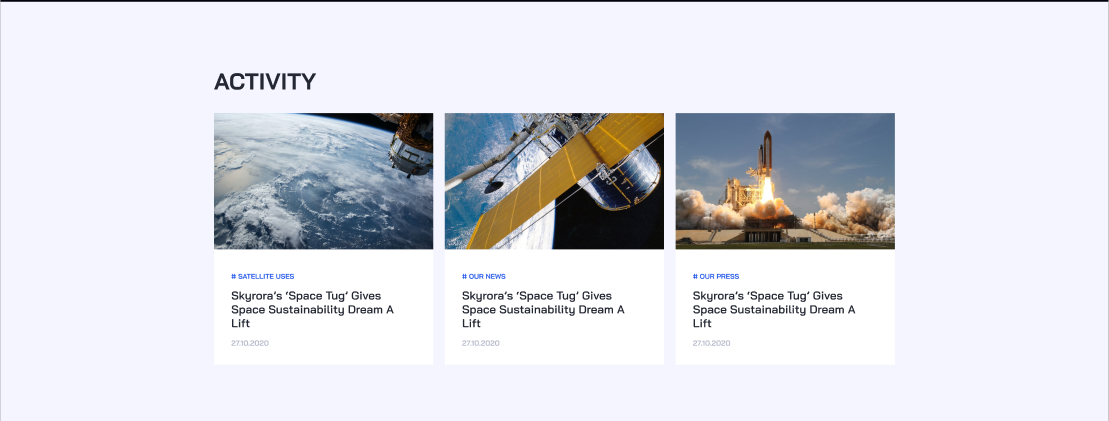 ACTIVITY
# SATELLITE USES
Skyrora's 'Space Tug' Gives
Space Sustainability Dream A
Lift
27.10.2020
# OUR NEWS
Skyrora's 'Space Tug' Gives
Space Sustainability Dream A
Lift
27.10.2020
# OUR PRESS
Skyrora's 'Space Tug' Gives
Space Sustainability Dream A
Lift
27.10.2020